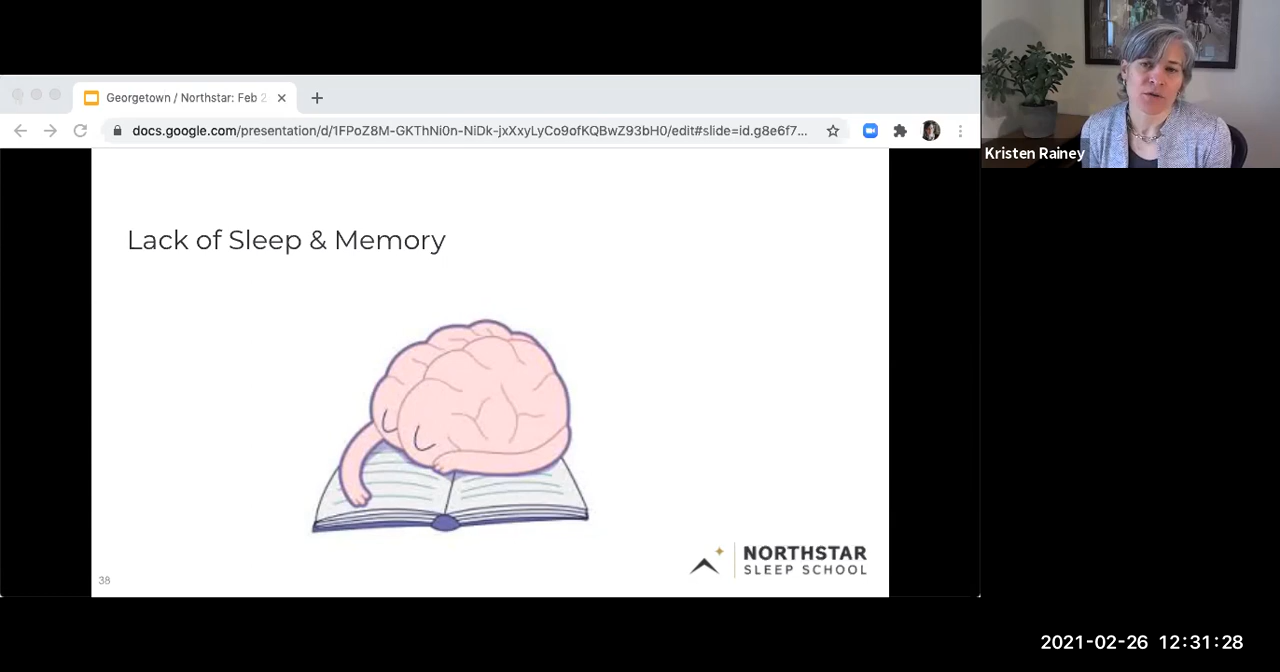 Georgetown / Northstar: Feb 2
docs.google.com/presentation/d/1FPoZ8M-GKThNi0n-NiDk-jxXxyLyCo9ofKQBwZ93bH0/edit#slide=id.g8e6f7...
Kristen Rainey
Lack of Sleep & Memory
NORTHSTAR
SLEEP SCHOOL
38
2021-02-26 12:31:28